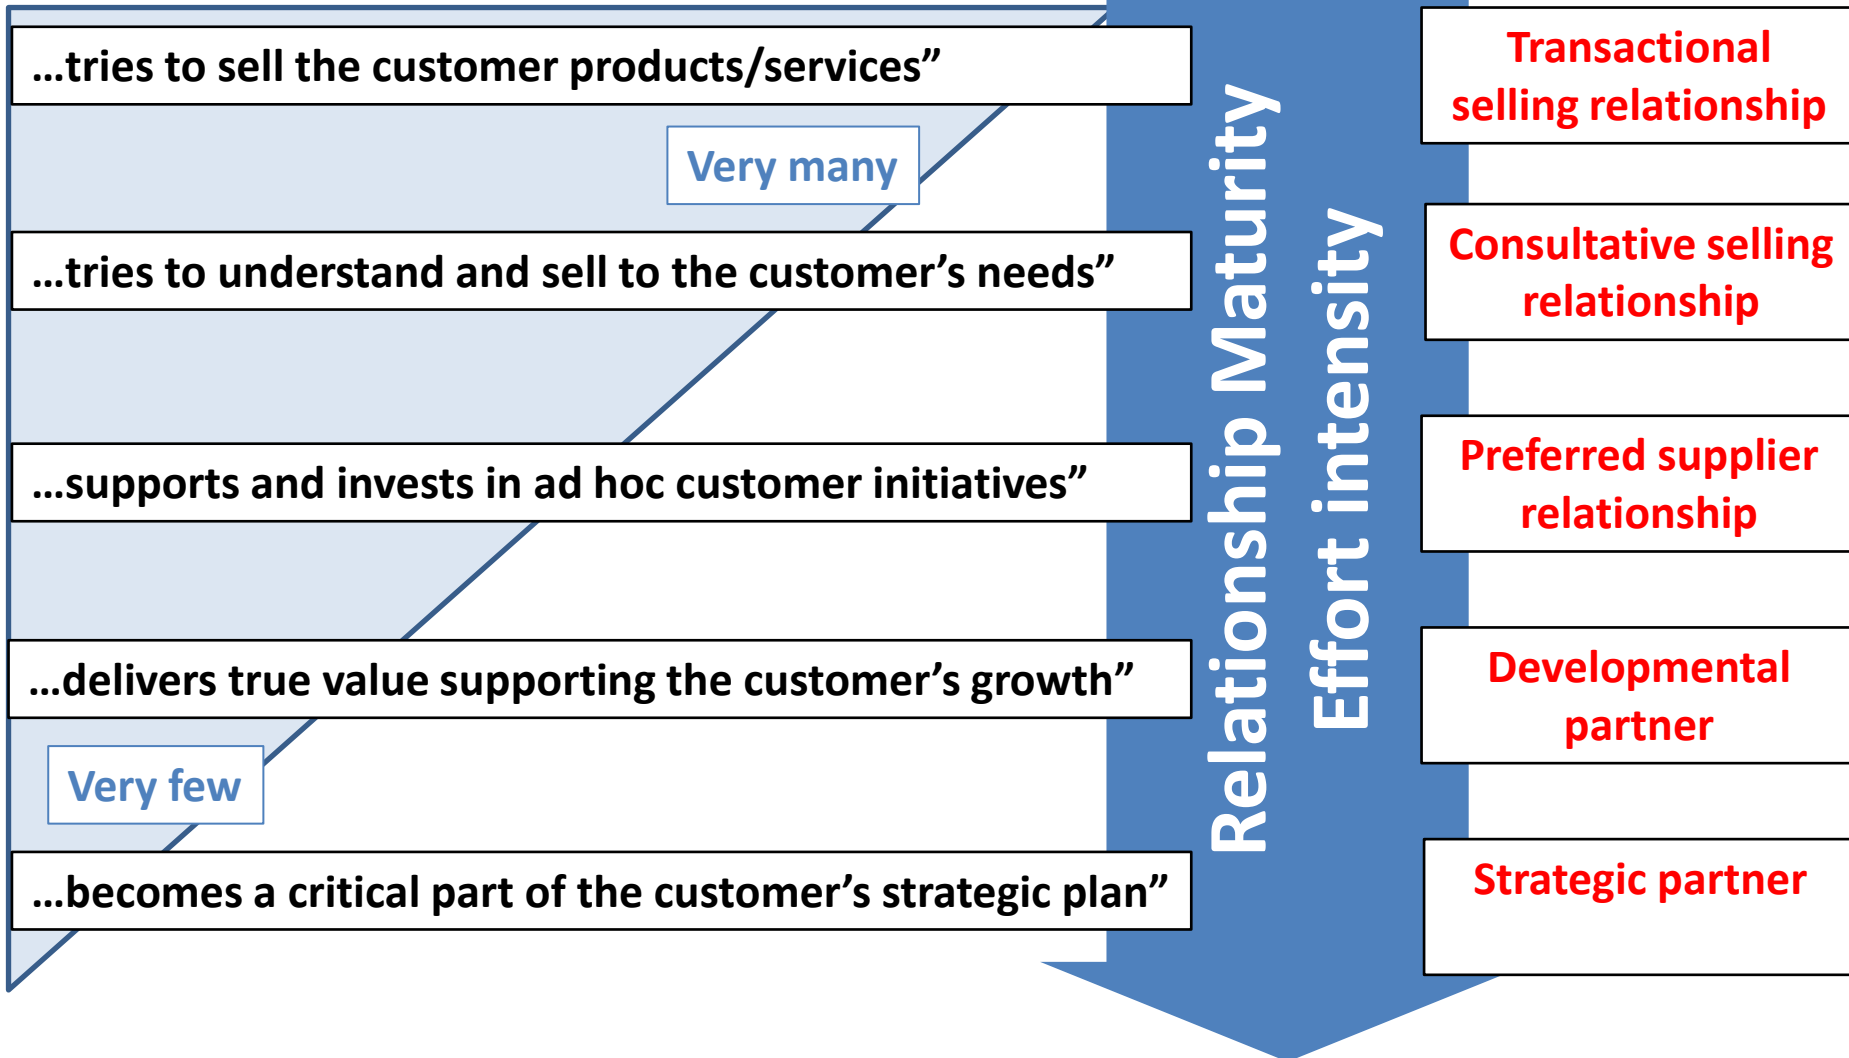 …tries to sell the customer products/services”
Very many
…tries to understand and sell to the customer’s needs”
…supports and invests in ad hoc customer initiatives”
…delivers true value supporting the customer’s growth”
Very few
…becomes a critical part of the customer’s strategic plan”
Relationship Maturity
Effort intensity
Transactional
selling relationship
Consultative selling
relationship
Preferred supplier
relationship
Developmental
partner
Strategic partner